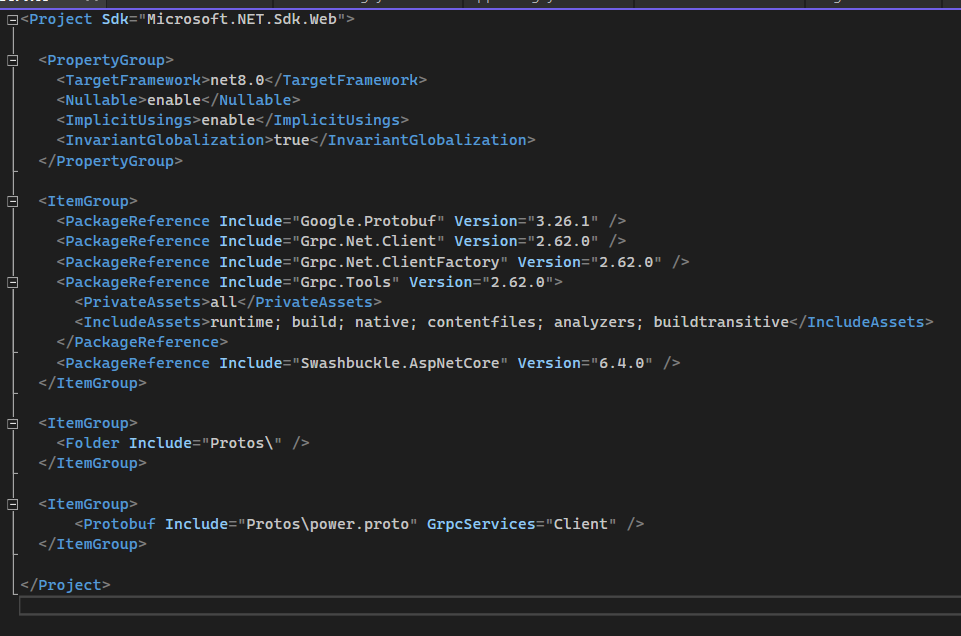 <Project Sdk="Microsoft.NET.Sdk.Web">
<PropertyGroup>
<TargetFramework>net8.0</TargetFramework>
<Nullable>enable</Nullable>
<ImplicitUsings>enable</ImplicitUsings>
<InvariantGlobalization>true</InvariantGlobalization>
</PropertyGroup>
<ItemGroup>
<PackageReference Include="Google.Protobuf" Version="3.26.1" />
<PackageReference Include="Grpc.Net.Client" Version="2.62.0" />
<PackageReference Include="Grpc.Net.ClientFactory" Version="2.62.0" />
<PackageReference Include="Grpc.Tools" Version="2.62.0">
<PrivateAssets>all</PrivateAssets>
<IncludeAssets>runtime; build; native; contentfiles; analyzers; buildtransitive</IncludeAssets>
</PackageReference>
<PackageReference Include="Swashbuckle.AspNetCore" Version="6.4.0" />
</ItemGroup>
<ItemGroup>
<Folder Include="Protos\" />
</ItemGroup>
<ItemGroup>
<Protobuf Include="Protos\power.proto" GrpcServices="Client" />
</ItemGroup>
</Project>